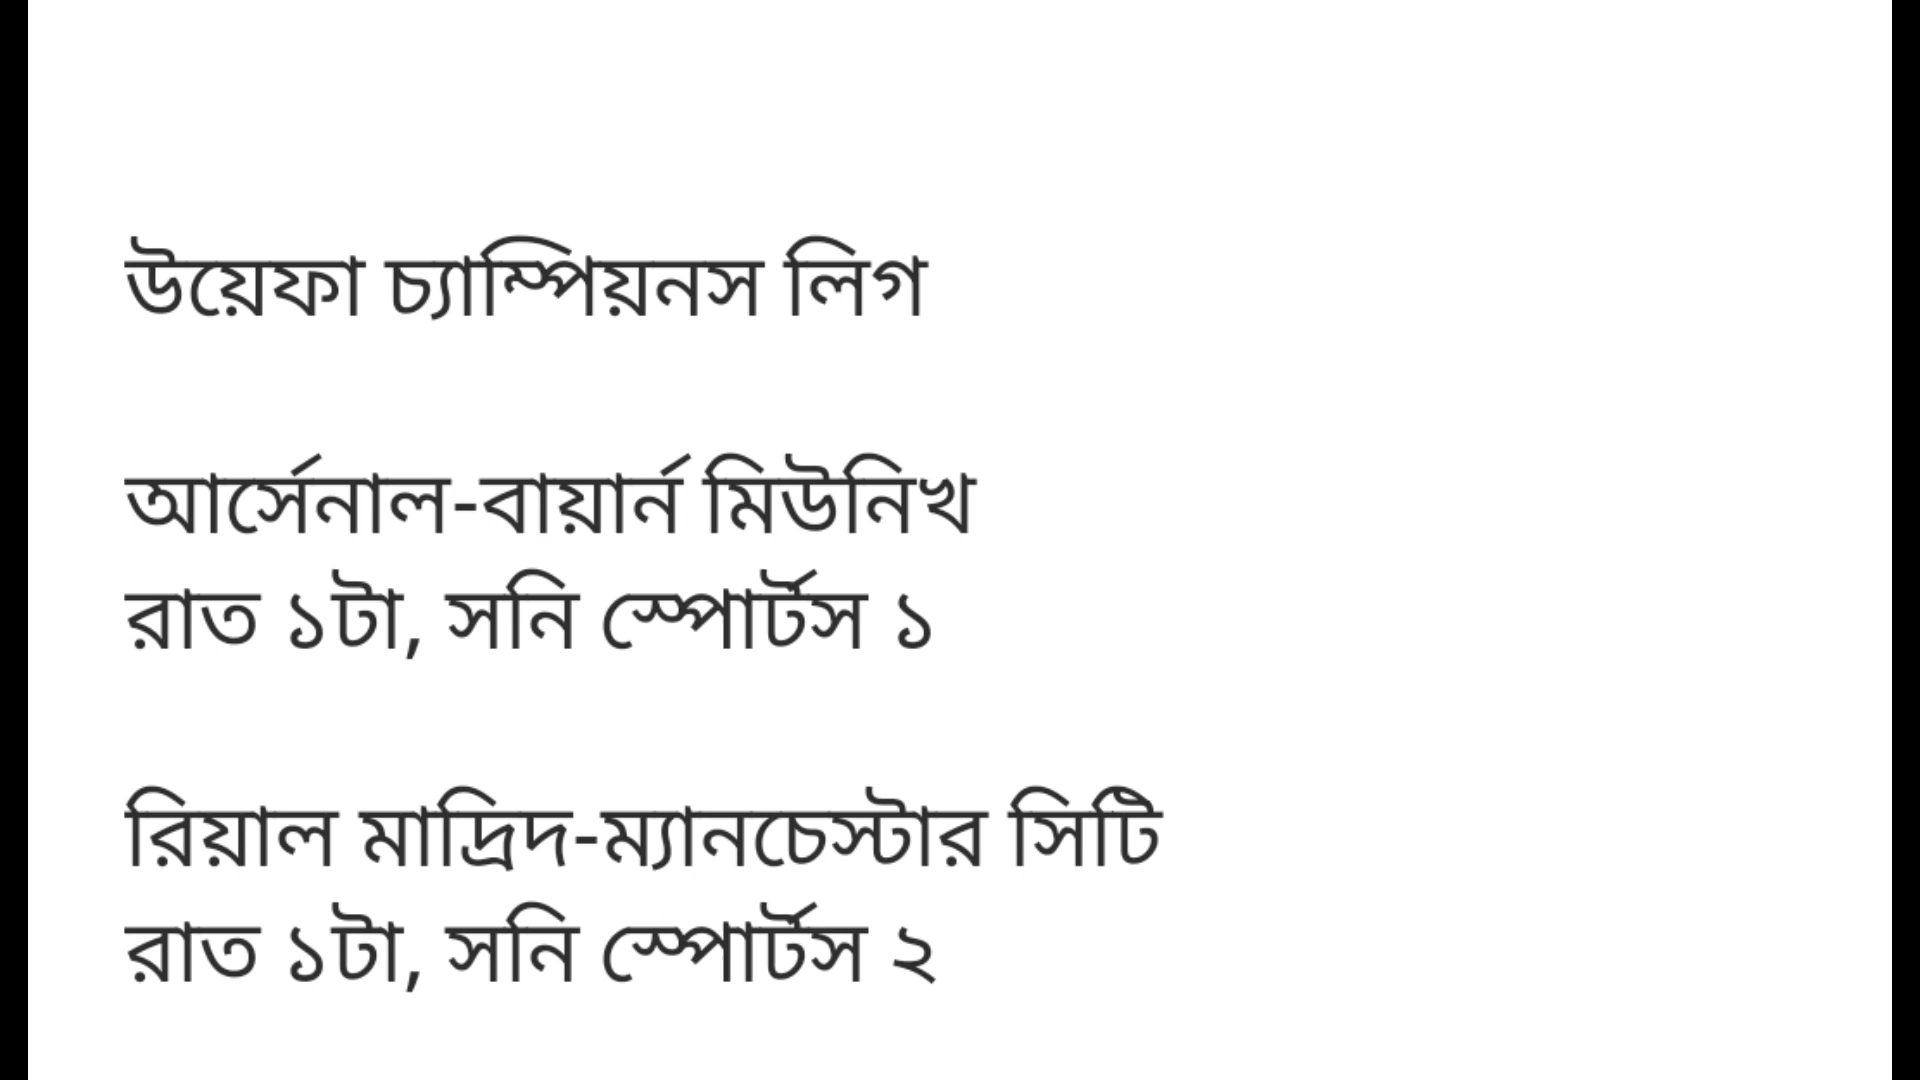 উয়েফা চ্যাম্পিয়নস লিগ
আর্সেনাল-বায়ার্ন মিউনিখ
রাত ১টা, সনি স্পোর্টস ১
রিয়াল মাদ্রিদ-ম্যানচেস্টার সিটি
রাত ১টা, সনি স্পোর্টস ২